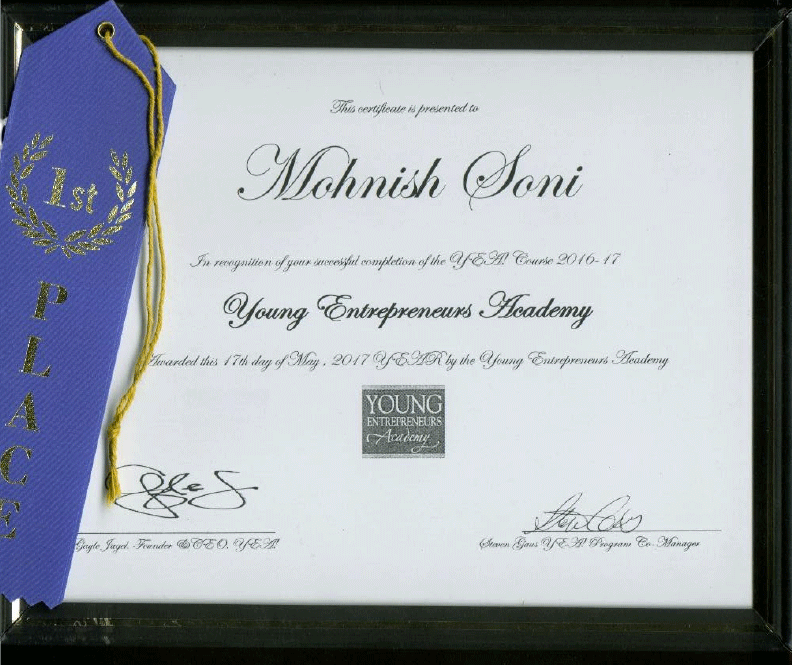 This certificate is presented to
Mohnish Soni
In recognition of your successful completion of the YEA! Course 2016-17
Young Entrepreneurs Academy
Awarded this 17th day of May , 2017 YEAR by the Young Entrepreneurs Academy
YOUNG
ENTREPRENEURS
Academy
Gayle Jagel, Founder & CEO, YEA!
Steven Gaus YEA! Program Co-Manager
1st
PLACE